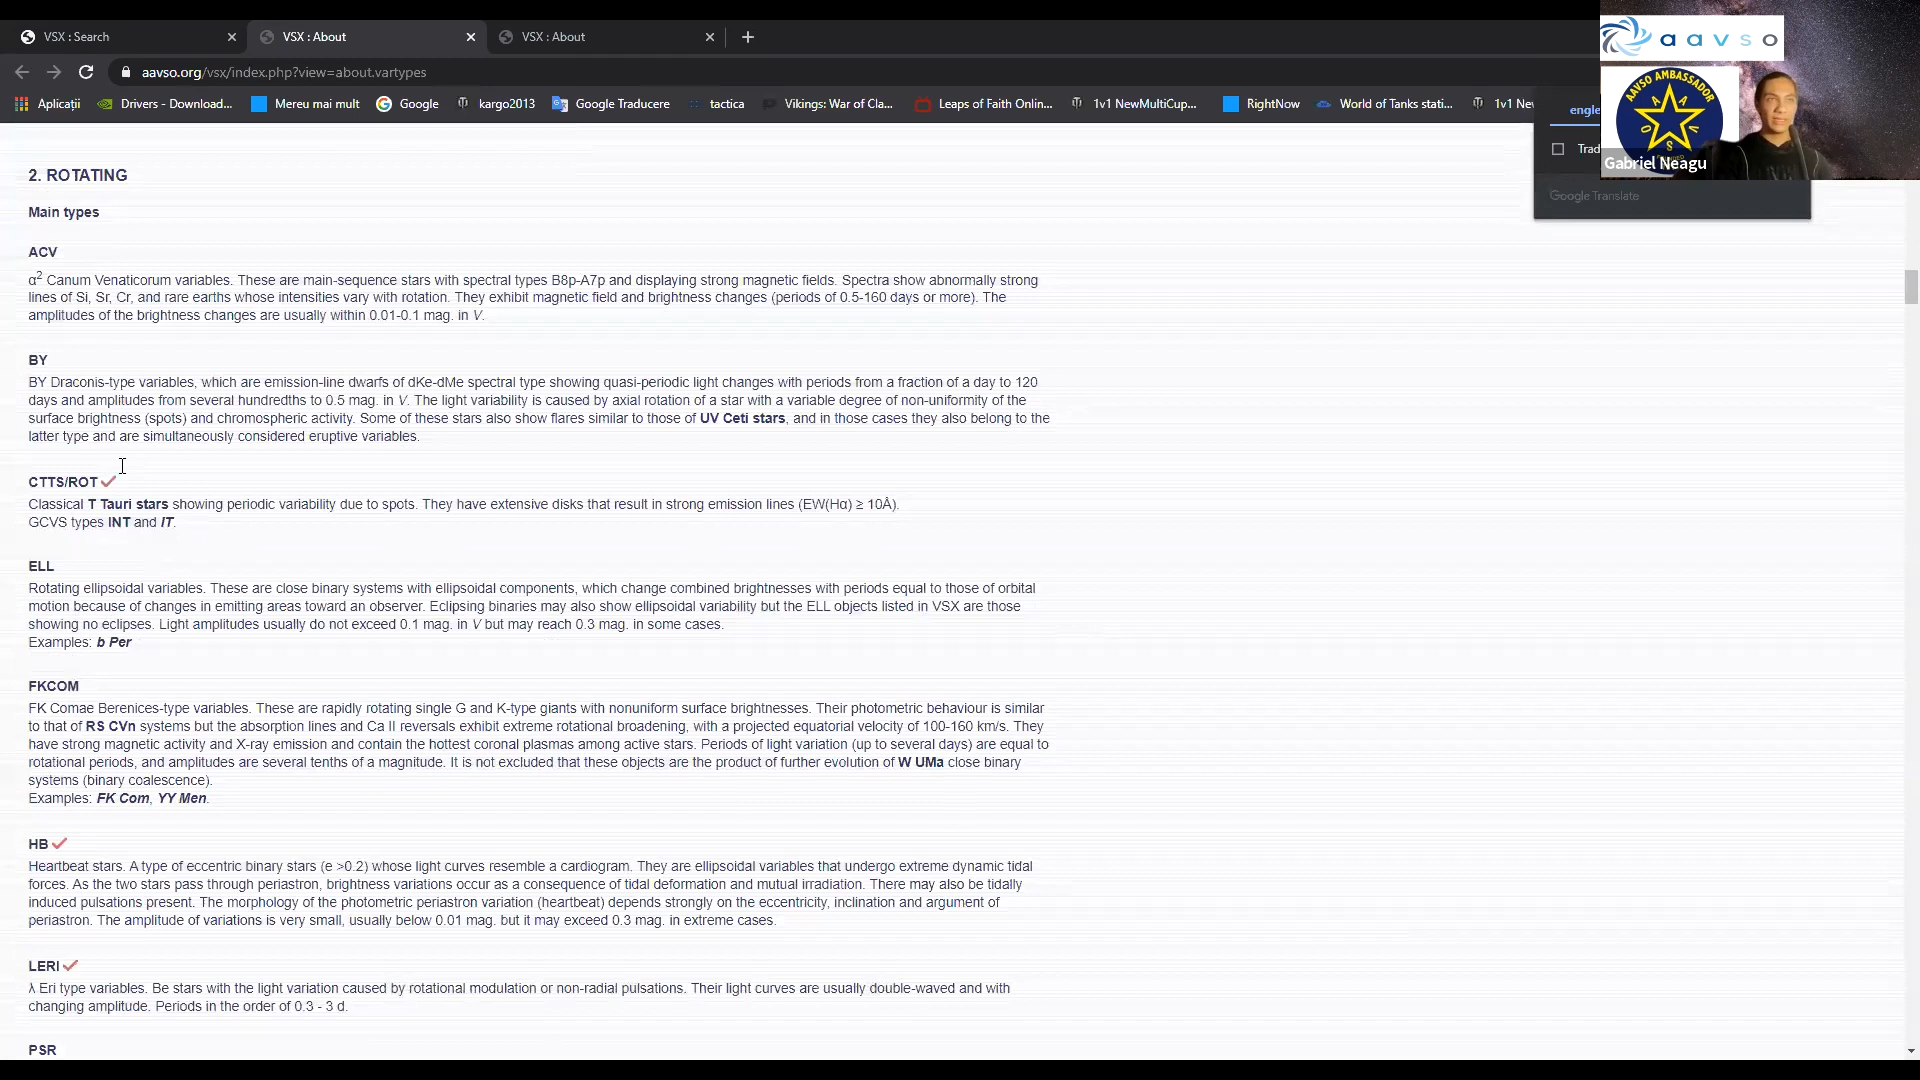 VSX : Search
VSX : About
VSX : About
aavso.org/vsx/index.php?view=about.vartypes
Aplicații
Drivers - Download...
Mereu mai mult
Google
kargo2013
Google Traducere
tactica
Vikings: War of Cla...
Leaps of Faith Onlin...
1v1 NewMultiCup...
RightNow
World of Tanks stati...
1v1 Nev
engle
Trad
Google Translate
aavso
AAVSO AMBASSADOR
A A
V
S
O
Gabriel Neagu
2. ROTATING
Main types
ACV
α² Canum Venaticorum variables. These are main-sequence stars with spectral types B8p-A7p and displaying strong magnetic fields. Spectra show abnormally strong
lines of Si, Sr, Cr, and rare earths whose intensities vary with rotation. They exhibit magnetic field and brightness changes (periods of 0.5-160 days or more). The
amplitudes of the brightness changes are usually within 0.01-0.1 mag. in V.
BY
BY Draconis-type variables, which are emission-line dwarfs of dKe-dMe spectral type showing quasi-periodic light changes with periods from a fraction of a day to 120
days and amplitudes from several hundredths to 0.5 mag. in V. The light variability is caused by axial rotation of a star with a variable degree of non-uniformity of the
surface brightness (spots) and chromospheric activity. Some of these stars also show flares similar to those of UV Ceti stars, and in those cases they also belong to the
latter type and are simultaneously considered eruptive variables.
CTTS/ROT
Classical T Tauri stars showing periodic variability due to spots. They have extensive disks that result in strong emission lines (EW(Hα) ≥ 10Å).
GCVS types INT and IT.
ELL
Rotating ellipsoidal variables. These are close binary systems with ellipsoidal components, which change combined brightnesses with periods equal to those of orbital
motion because of changes in emitting areas toward an observer. Eclipsing binaries may also show ellipsoidal variability but the ELL objects listed in VSX are those
showing no eclipses. Light amplitudes usually do not exceed 0.1 mag. in V but may reach 0.3 mag. in some cases.
Examples: b Per
FKCOM
FK Comae Berenices-type variables. These are rapidly rotating single G and K-type giants with nonuniform surface brightnesses. Their photometric behaviour is similar
to that of RS CVn systems but the absorption lines and Ca II reversals exhibit extreme rotational broadening, with a projected equatorial velocity of 100-160 km/s. They
have strong magnetic activity and X-ray emission and contain the hottest coronal plasmas among active stars. Periods of light variation (up to several days) are equal to
rotational periods, and amplitudes are several tenths of a magnitude. It is not excluded that these objects are the product of further evolution of W UMa close binary
systems (binary coalescence).
Examples: FK Com, YY Men.
HB
Heartbeat stars. A type of eccentric binary stars (e >0.2) whose light curves resemble a cardiogram. They are ellipsoidal variables that undergo extreme dynamic tidal
forces. As the two stars pass through periastron, brightness variations occur as a consequence of tidal deformation and mutual irradiation. There may also be tidally
induced pulsations present. The morphology of the photometric periastron variation (heartbeat) depends strongly on the eccentricity, inclination and argument of
periastron. The amplitude of variations is very small, usually below 0.01 mag. but it may exceed 0.3 mag. in extreme cases.
LERI
λ Eri type variables. Be stars with the light variation caused by rotational modulation or non-radial pulsations. Their light curves are usually double-waved and with
changing amplitude. Periods in the order of 0.3 - 3 d.
PSR